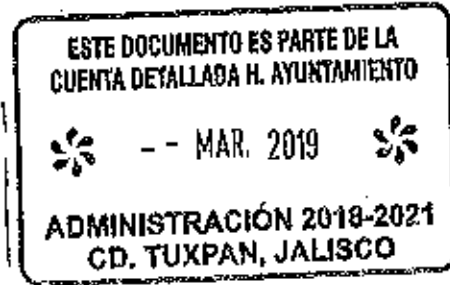 ESTE DOCUMENTO ES PARTE DE LA
CUENTA DETALLADA H. AYUNTAMIENTO
- - MAR. 2019
ADMINISTRACIÓN 2018-2021
CD. TUXPAN, JALISCO